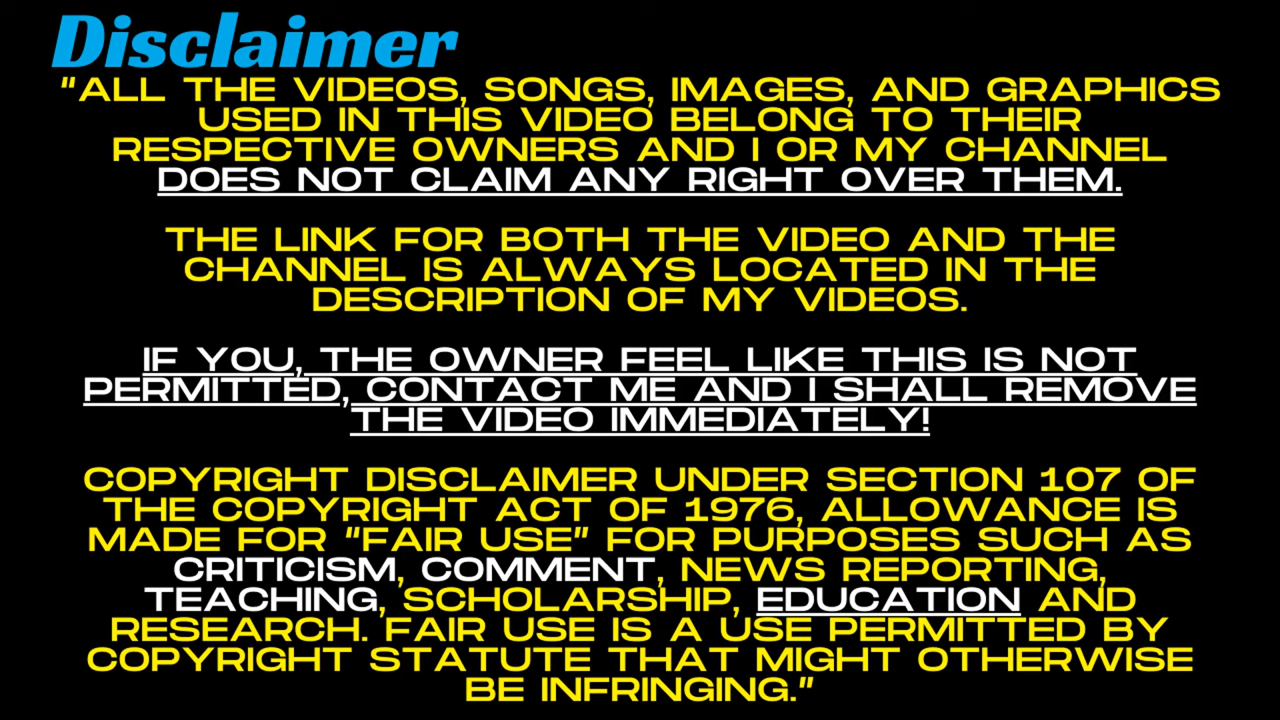 Disclaimer
"ALL THE VIDEOS, SONGS, IMAGES, AND GRAPHICS
USED IN THIS VIDEO BELONG TO THEIR
RESPECTIVE OWNERS AND I OR MY CHANNEL
DOES NOT CLAIM ANY RIGHT OVER THEM.
THE LINK FOR BOTH THE VIDEO AND THE
CHANNEL IS ALWAYS LOCATED IN THE
DESCRIPTION OF MY VIDEOS.
IF YOU, THE OWNER FEEL LIKE THIS IS NOT
PERMITTED, CONTACT ME AND I SHALL REMOVE
THE VIDEO IMMEDIATELY!
COPYRIGHT DISCLAIMER UNDER SECTION 107 OF
THE COPYRIGHT ACT OF 1976, ALLOWANCE IS
MADE FOR "FAIR USE" FOR PURPOSES SUCH AS
CRITICISM, COMMENT, NEWS REPORTING,
TEACHING, SCHOLARSHIP, EDUCATION AND
RESEARCH. FAIR USE IS A USE PERMITTED BY
COPYRIGHT STATUTE THAT MIGHT OTHERWISE
BE INFRINGING."